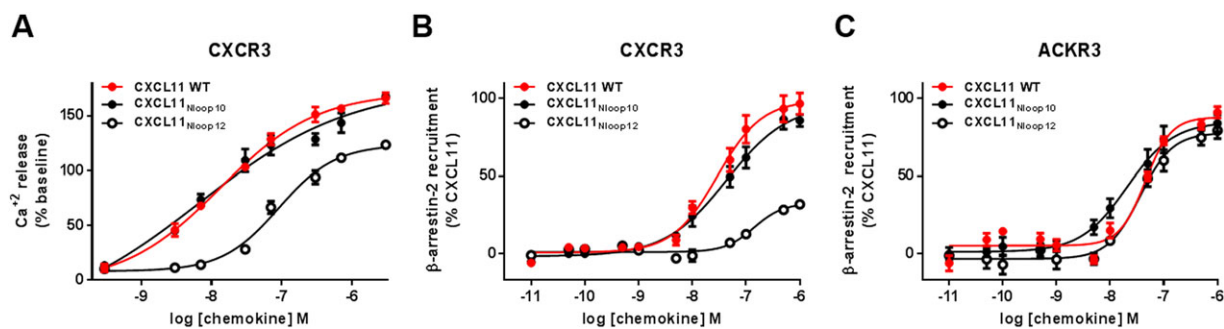 A
CXCR3
Ca⁺² release
(% baseline)
150
100
50
0
CXCL11 WT
CXCL11Nloop10
CXCL11Nloop12
-9
-8
-7
-6
log [chemokine] M
B
CXCR3
β-arrestin-2 recruitment
(% CXCL11)
100
50
0
CXCL11 WT
CXCL11Nloop10
CXCL11Nloop12
-11
-10
-9
-8
-7
-6
log [chemokine] M
C
ACKR3
β-arrestin-2 recruitment
(% CXCL11)
100
50
0
CXCL11 WT
CXCL11Nloop10
CXCL11Nloop12
-11
-10
-9
-8
-7
-6
log [chemokine] M